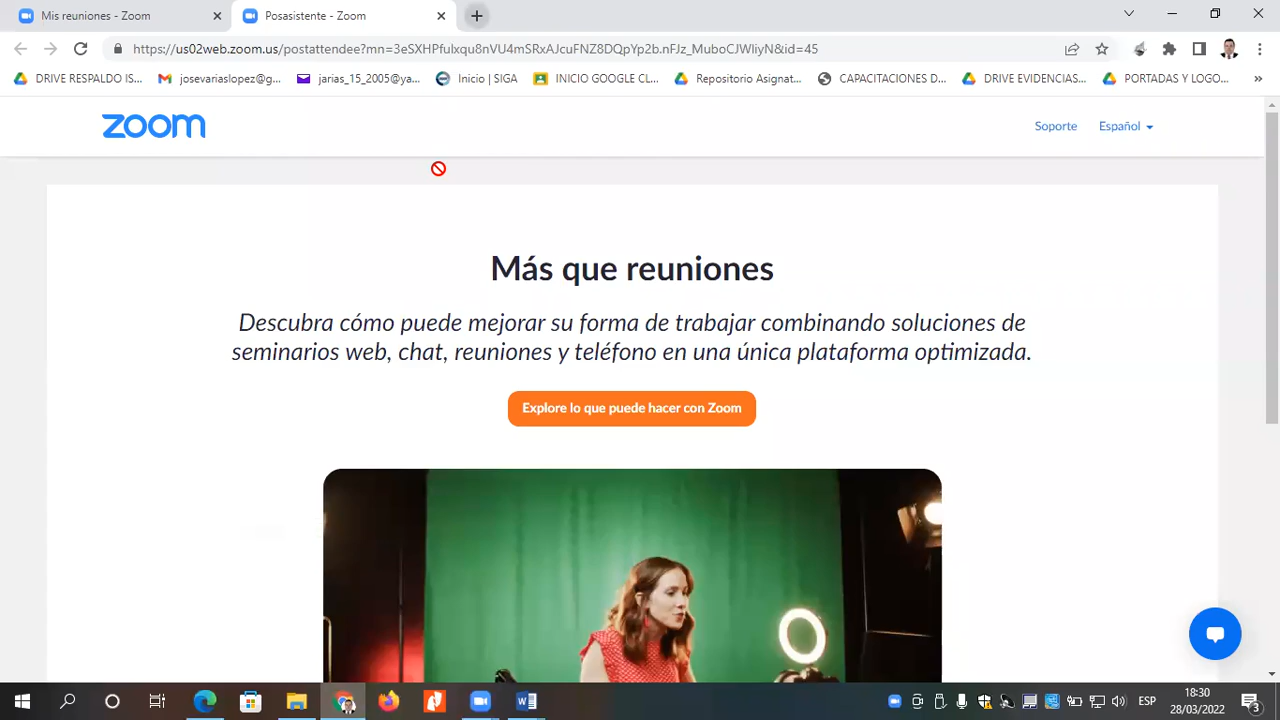 Mis reuniones - Zoom
Posasistente - Zoom
https://us02web.zoom.us/postattendee?mn=3eSXHPfulxqu8nVU4mSRxAJcuFNZ8DQpYp2b.nFJz_MuboCJWIiyN&id=45
DRIVE RESPALDO IS...
josevariaslopez@g...
jarias_15_2005@ya...
Inicio | SIGA
INICIO GOOGLE CL...
Repositorio Asignat...
CAPACITACIONES D...
DRIVE EVIDENCIAS...
PORTADAS Y LOGO...
»
zoom
Soporte
Español
Más que reuniones
Descubra cómo puede mejorar su forma de trabajar combinando soluciones de
seminarios web, chat, reuniones y teléfono en una única plataforma optimizada.
Explore lo que puede hacer con Zoom
ESP
18:30
28/03/2022
3